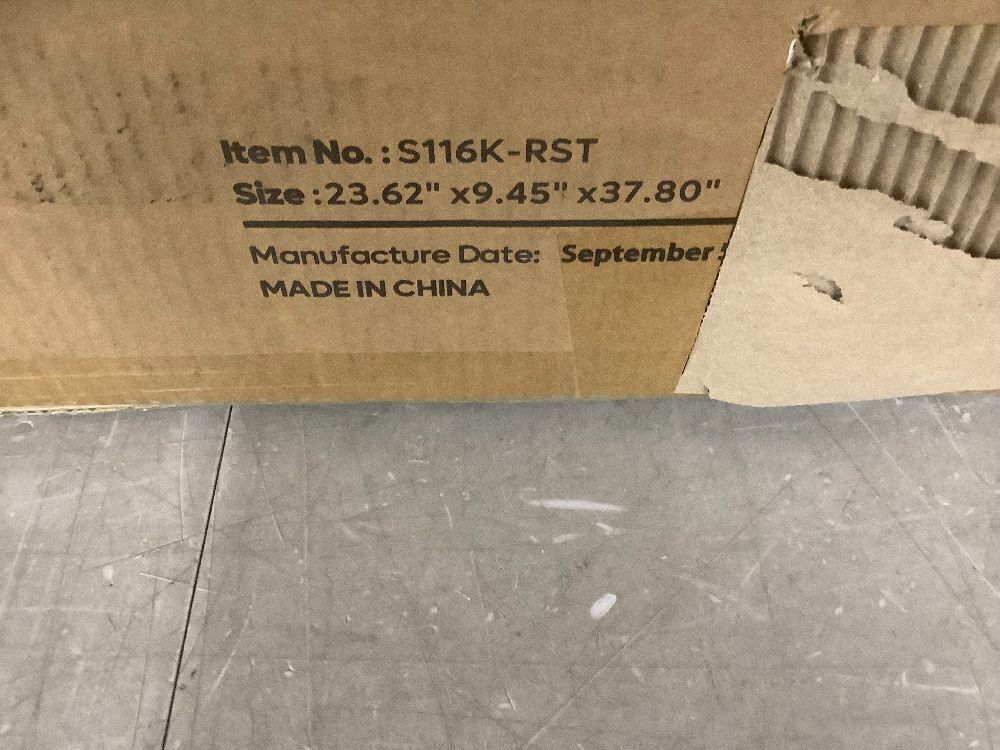 Item No. : S116K-RST
Size : 23.62" x9.45" x37.80"
Manufacture Date: September
MADE IN CHINA